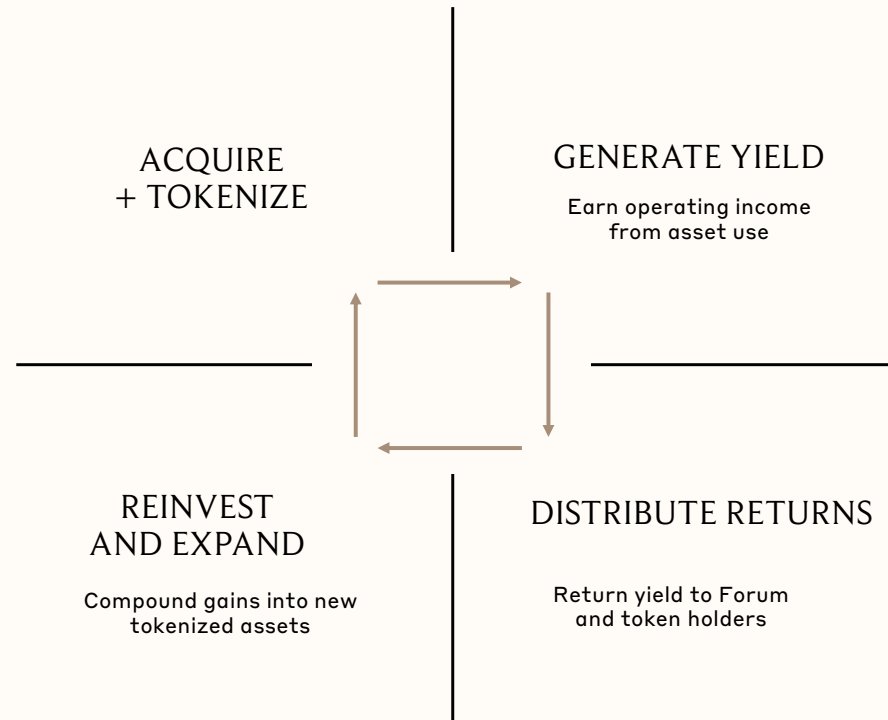 ACQUIRE
+ TOKENIZE
GENERATE YIELD
Earn operating income
from asset use
REINVEST
AND EXPAND
Compound gains into new
tokenized assets
DISTRIBUTE RETURNS
Return yield to Forum
and token holders